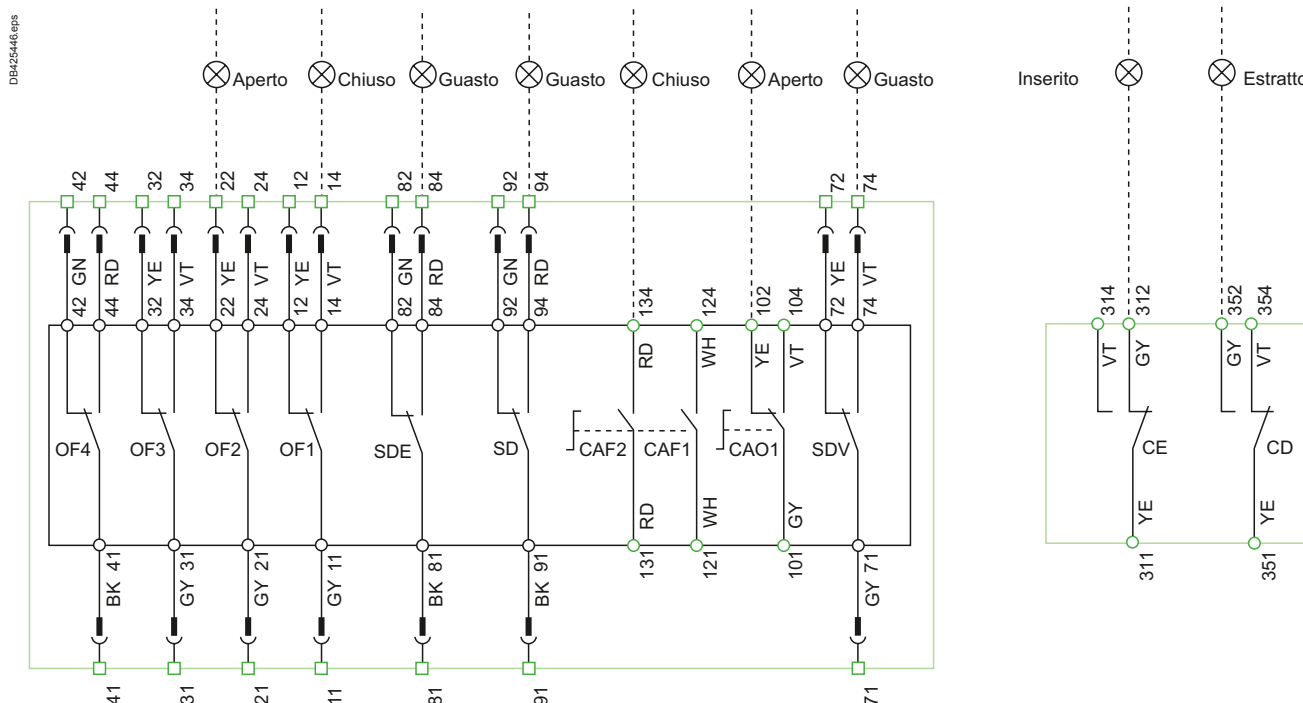 DB425446.eps
Aperto
Chiuso
Guasto
Guasto
Chiuso
Aperto
Guasto
Inserito
Estratto
42 44 32 34 22 24 12 14 82 84 92 94 72 74
GN RD YE VT YE VT YE VT GN RD GN RD YE VT
42 44 32 34 22 24 12 14 82 84 92 94 134 124 102 104 72 74
RD WH YE VT
OF4 OF3 OF2 OF1 SDE SD CAF2 CAF1 CAO1 SDV
RD WH GY
BK 41 GY 31 GY 21 GY 11 BK 81 BK 91 131 121 101 GY 71
41 31 21 11 81 91 71
314 312 352 354
VT GY GY VT
CE CD
YE YE
311 351